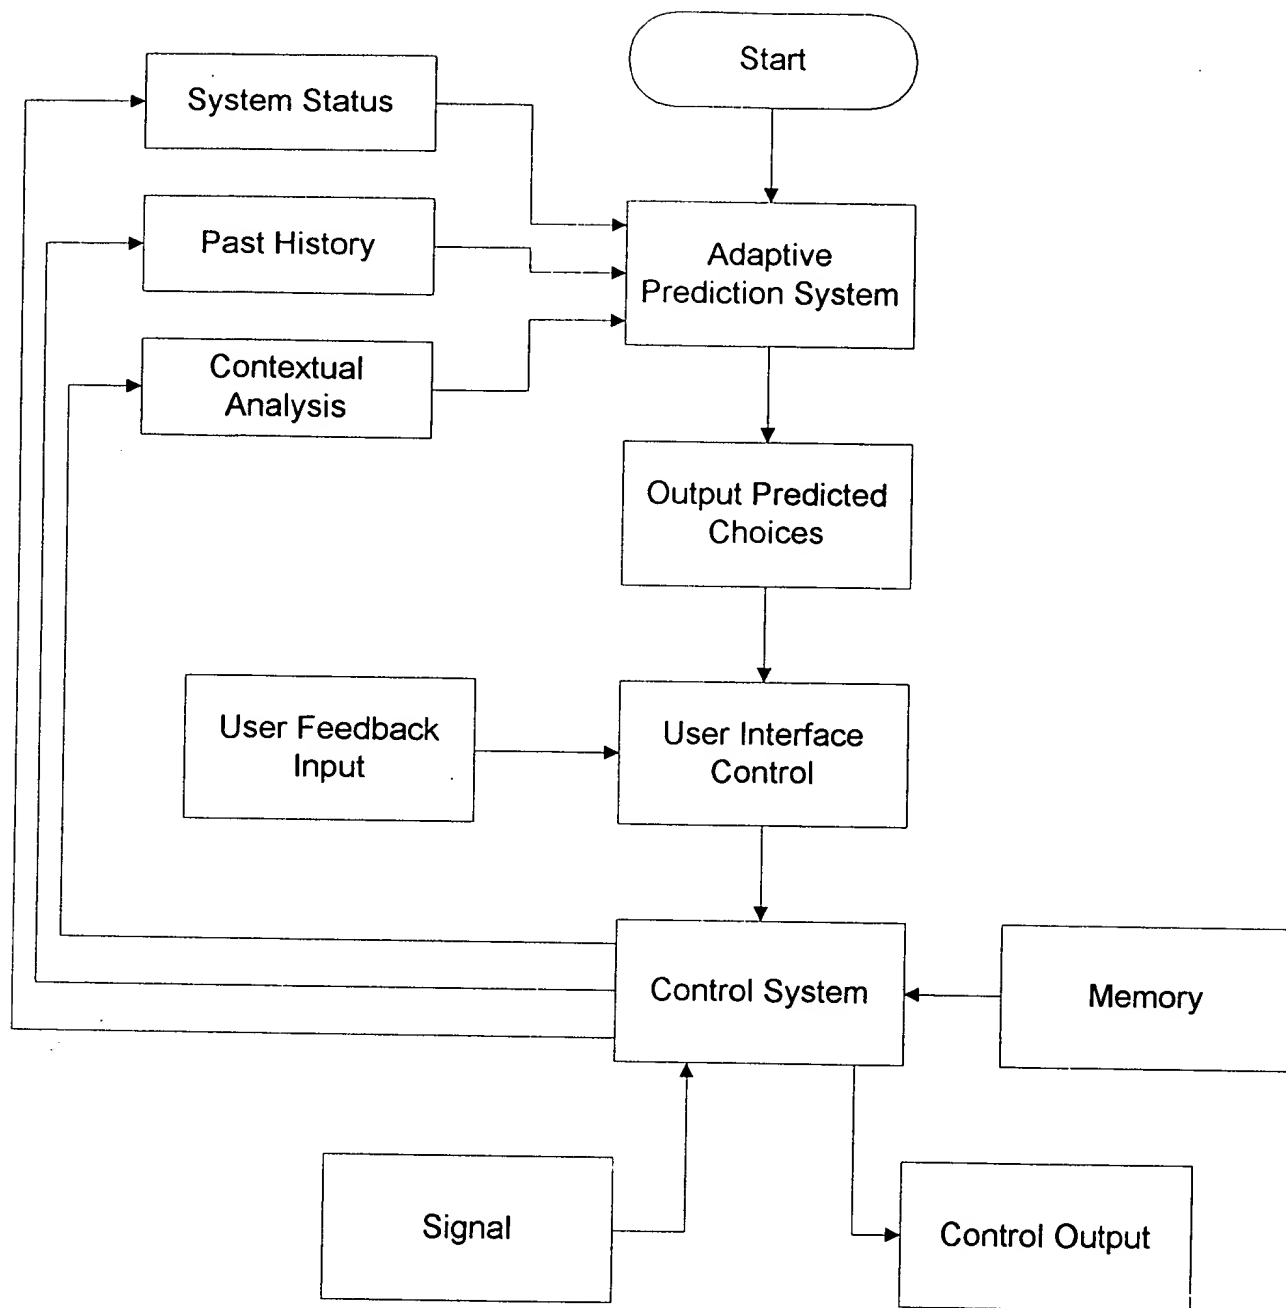 Start
System Status
Past History
Adaptive
Prediction System
Contextual
Analysis
Output Predicted
Choices
User Feedback
Input
User Interface
Control
Control System
Memory
Signal
Control Output